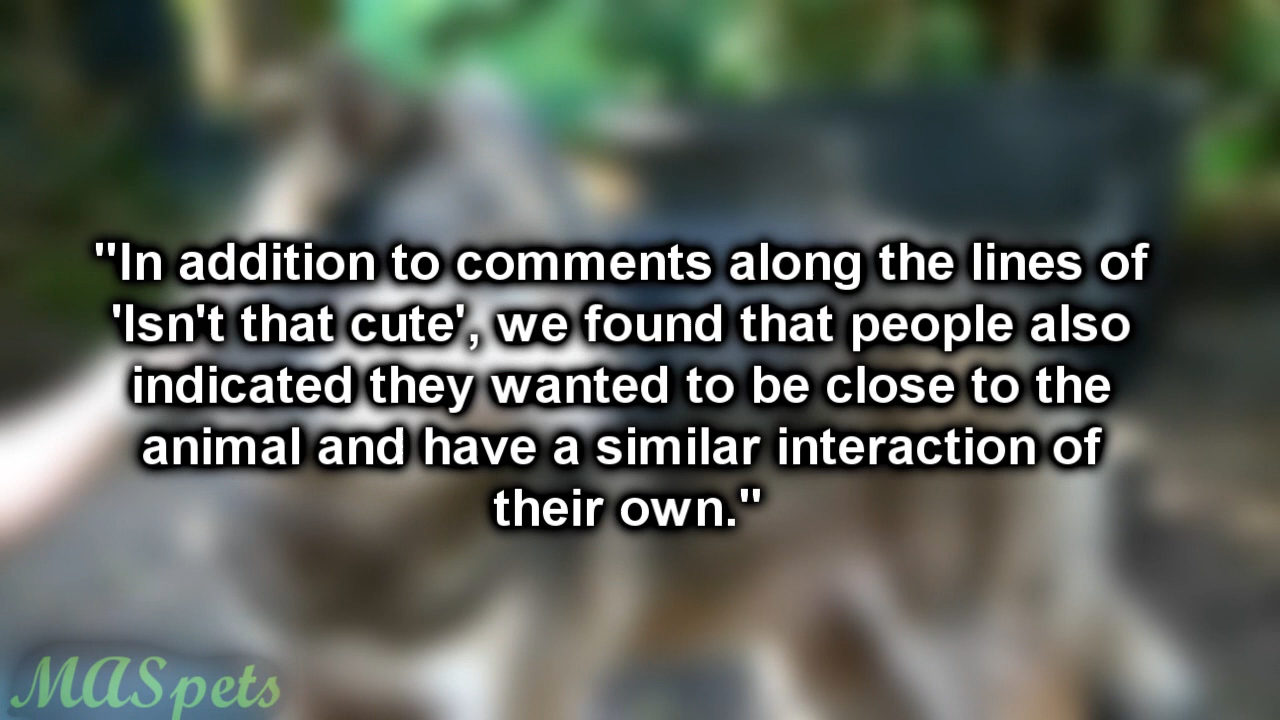 "In addition to comments along the lines of
'Isn't that cute', we found that people also
indicated they wanted to be close to the
animal and have a similar interaction of
their own."
MASpets